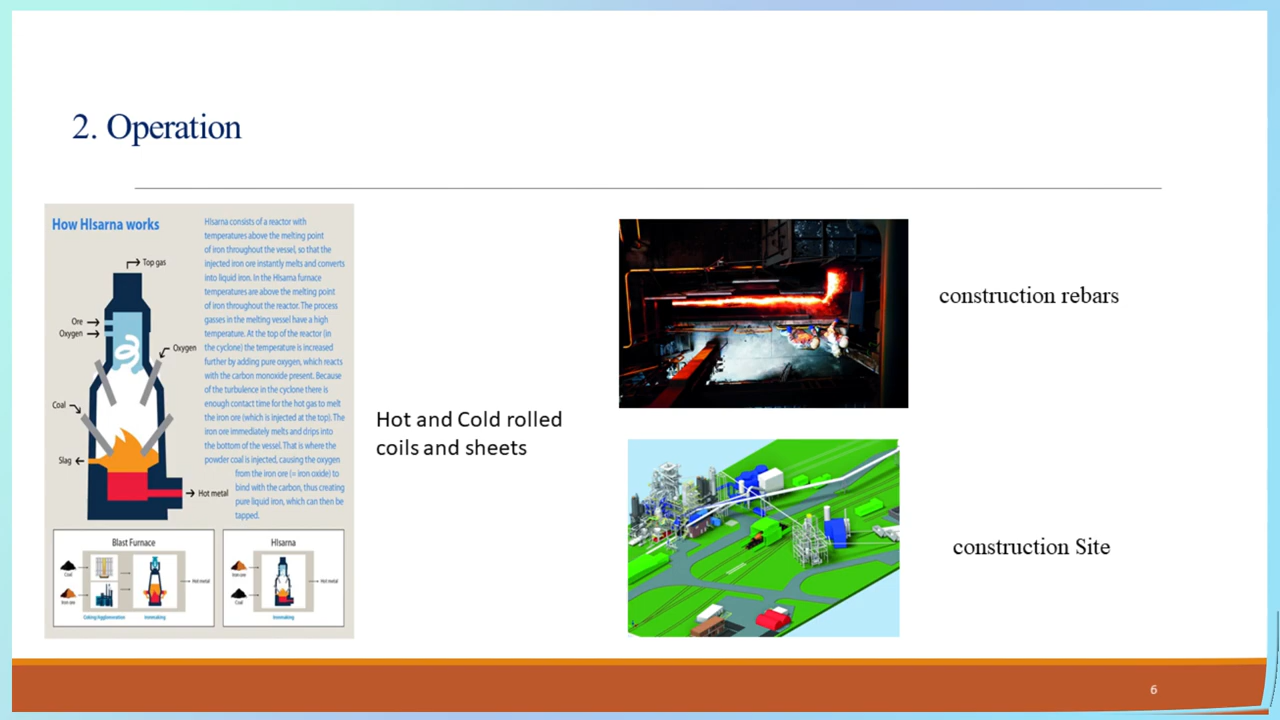 2. Operation
How HIsarna works
HIsarna consists of a reactor with
temperatures above the melting point
of iron throughout the vessel, so that the
injected iron ore instantly melts and converts
into liquid iron. In the HIsarna furnace
temperatures are above the melting point
of iron throughout the reactor. The process
gasses in the melting vessel have a high
temperature. At the top of the reactor (in
the cyclone) the temperature is increased
further by adding pure oxygen, which reacts
with the carbon monoxide present. Because
of the turbulence in the cyclone there is
enough contact time for the hot gas to melt
the iron ore (which is injected at the top). The
iron ore immediately melts and drips into
the bottom of the vessel. That is where the
powder coal is injected, causing the oxygen
from the iron ore (= iron oxide) to
bind with the carbon, thus creating
pure liquid iron, which can then be
tapped.
Top gas
Ore
Oxygen
Oxygen
Coal
Slag
Hot metal
Blast Furnace
Coal
Iron ore
Hot metal
Coking/Agglomeration
Ironmaking
HIsarna
Iron ore
Coal
Hot metal
Ironmaking
Hot and Cold rolled
coils and sheets
construction rebars
construction Site
6